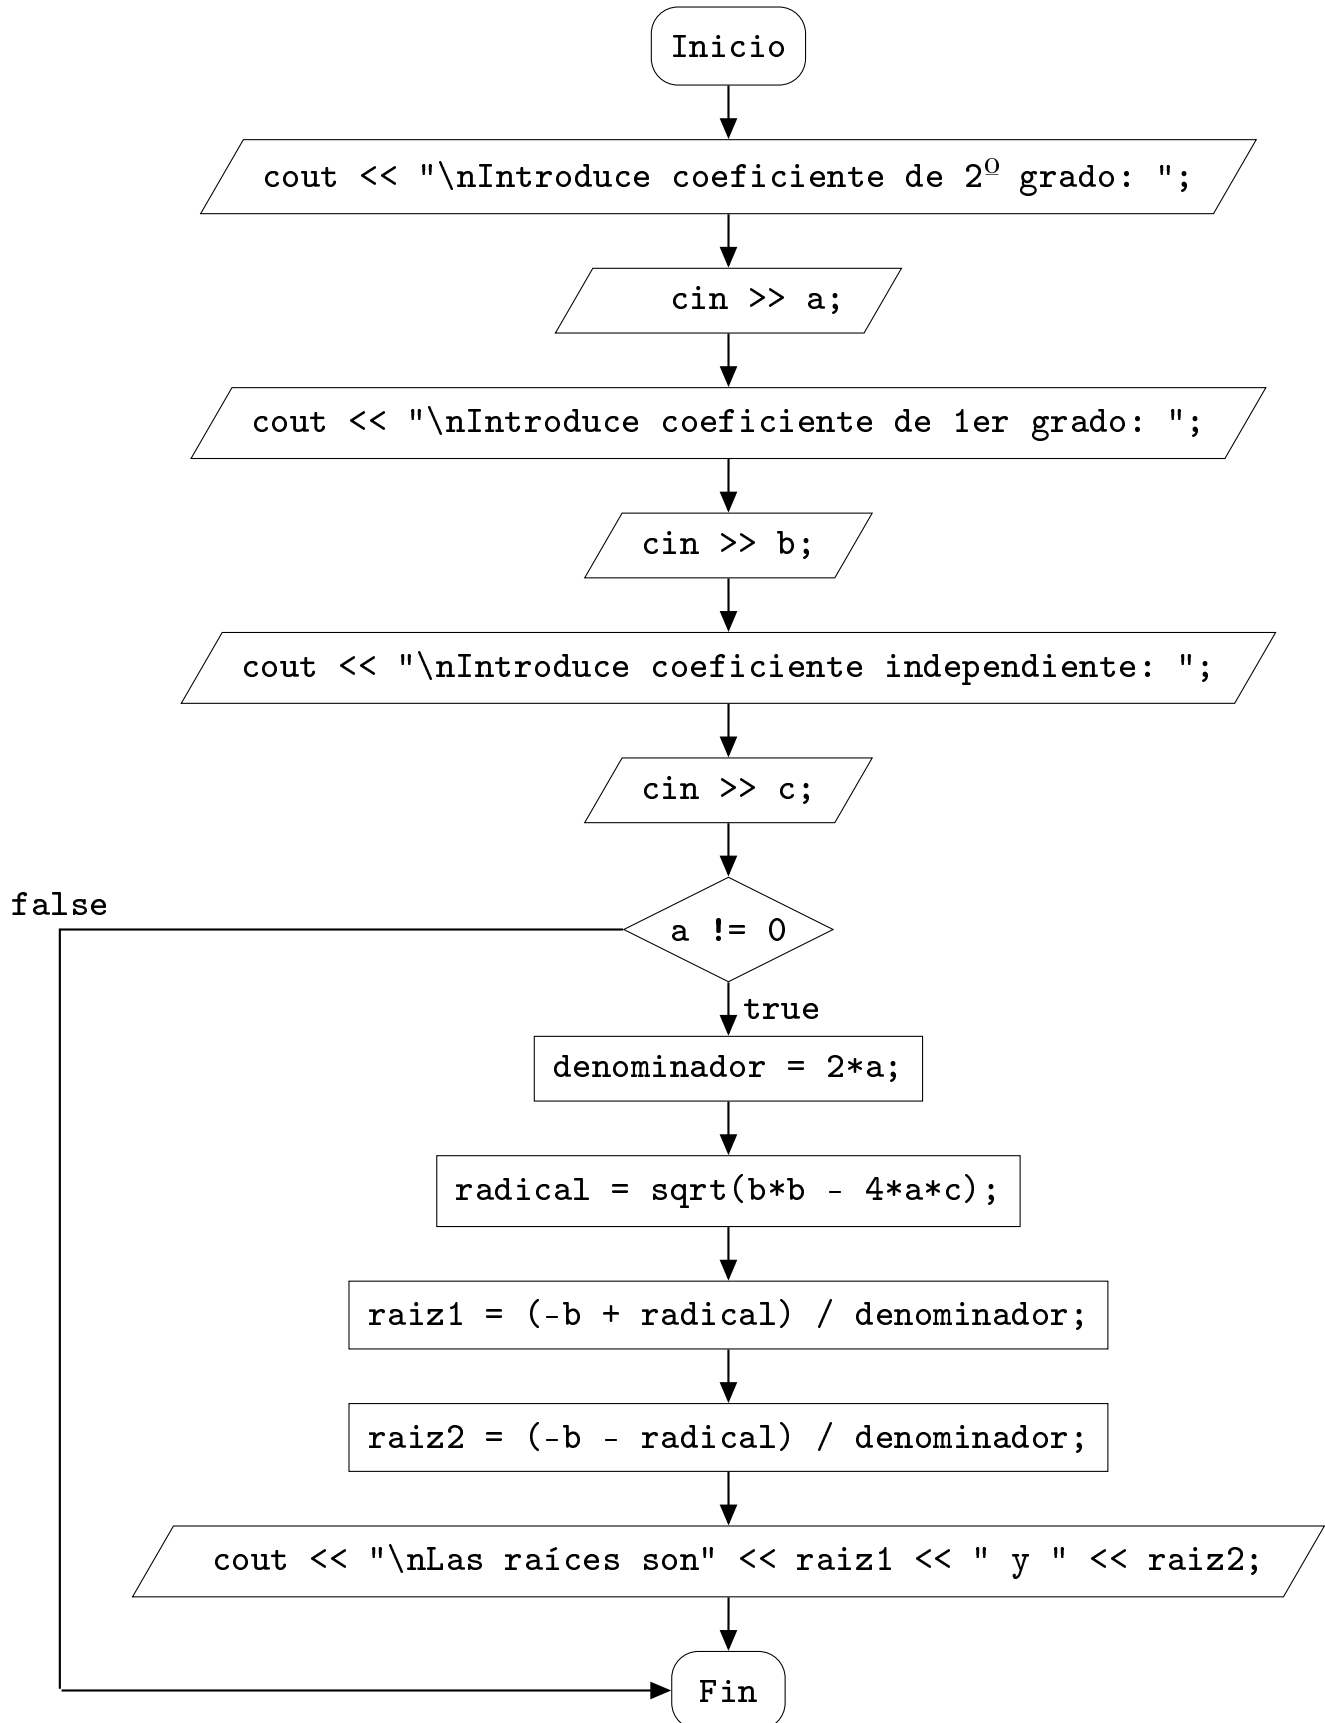 Inicio
cout << "\nIntroduce coeficiente de 2º grado: ";
cin >> a;
cout << "\nIntroduce coeficiente de 1er grado: ";
cin >> b;
cout << "\nIntroduce coeficiente independiente: ";
cin >> c;
false
a != 0
true
denominador = 2*a;
radical = sqrt(b*b - 4*a*c);
raiz1 = (-b + radical) / denominador;
raiz2 = (-b - radical) / denominador;
cout << "\nLas raíces son" << raiz1 << " y " << raiz2;
Fin